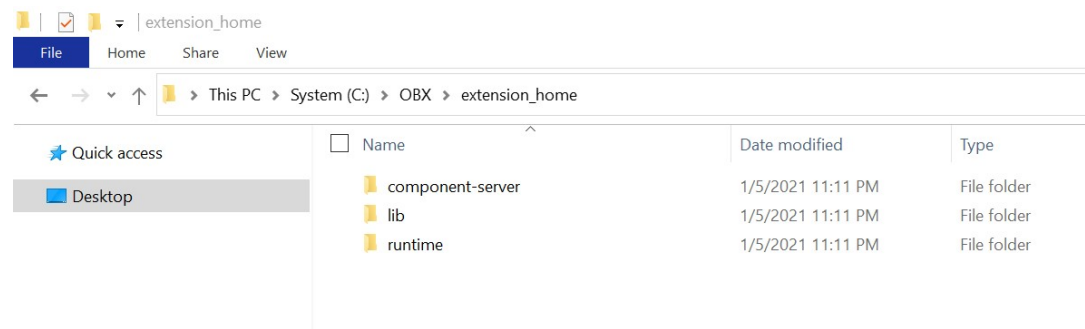 extension_home
File Home Share View
This PC > System (C:) > OBX > extension_home
Quick access
Desktop
Name Date modified Type
component-server 1/5/2021 11:11 PM File folder
lib 1/5/2021 11:11 PM File folder
runtime 1/5/2021 11:11 PM File folder